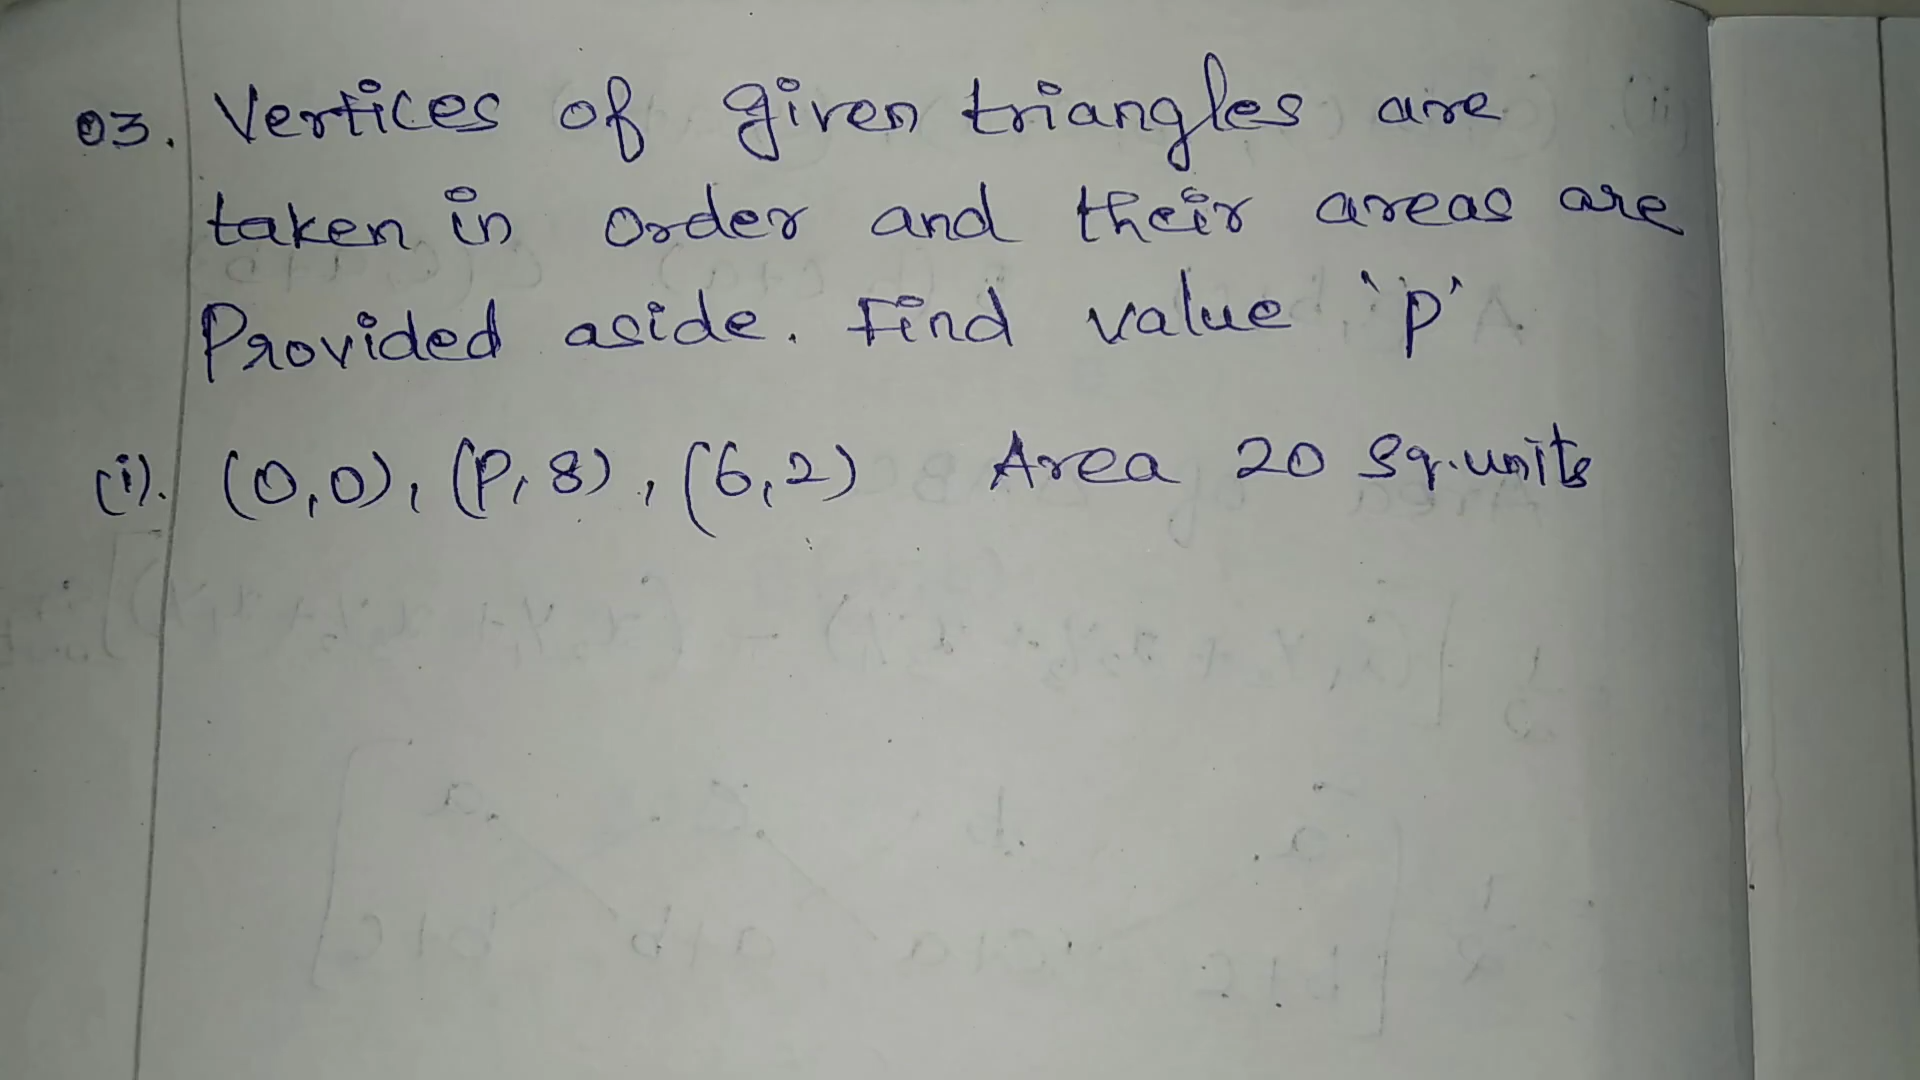 03. Vertices of given triangles are
taken in order and their areas are
Provided aside. Find value 'p'
(i). (0,0), (P, 8), (6,2) Area 20 Sq.units